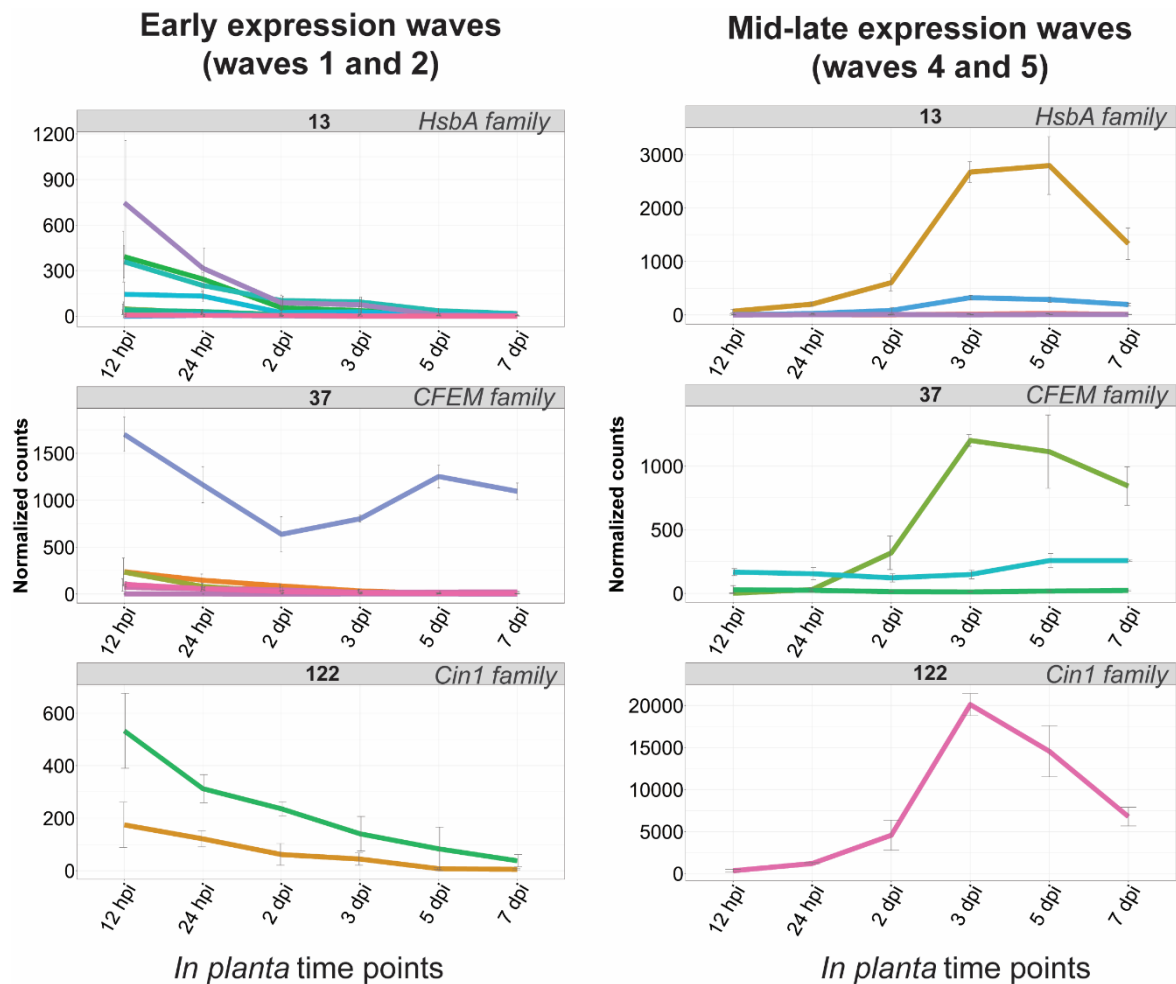 Early expression waves
(waves 1 and 2)
13 HsbA family
1200
900
600
300
0
12 hpi
24 hpi
2 dpi
3 dpi
5 dpi
7 dpi
37 CFEM family
Normalized counts
1500
1000
500
0
12 hpi
24 hpi
2 dpi
3 dpi
5 dpi
7 dpi
122 Cin1 family
600
400
200
0
12 hpi
24 hpi
2 dpi
3 dpi
5 dpi
7 dpi
In planta time points
Mid-late expression waves
(waves 4 and 5)
13 HsbA family
3000
2000
1000
0
12 hpi
24 hpi
2 dpi
3 dpi
5 dpi
7 dpi
37 CFEM family
Normalized counts
1000
500
0
12 hpi
24 hpi
2 dpi
3 dpi
5 dpi
7 dpi
122 Cin1 family
20000
15000
10000
5000
0
12 hpi
24 hpi
2 dpi
3 dpi
5 dpi
7 dpi
In planta time points